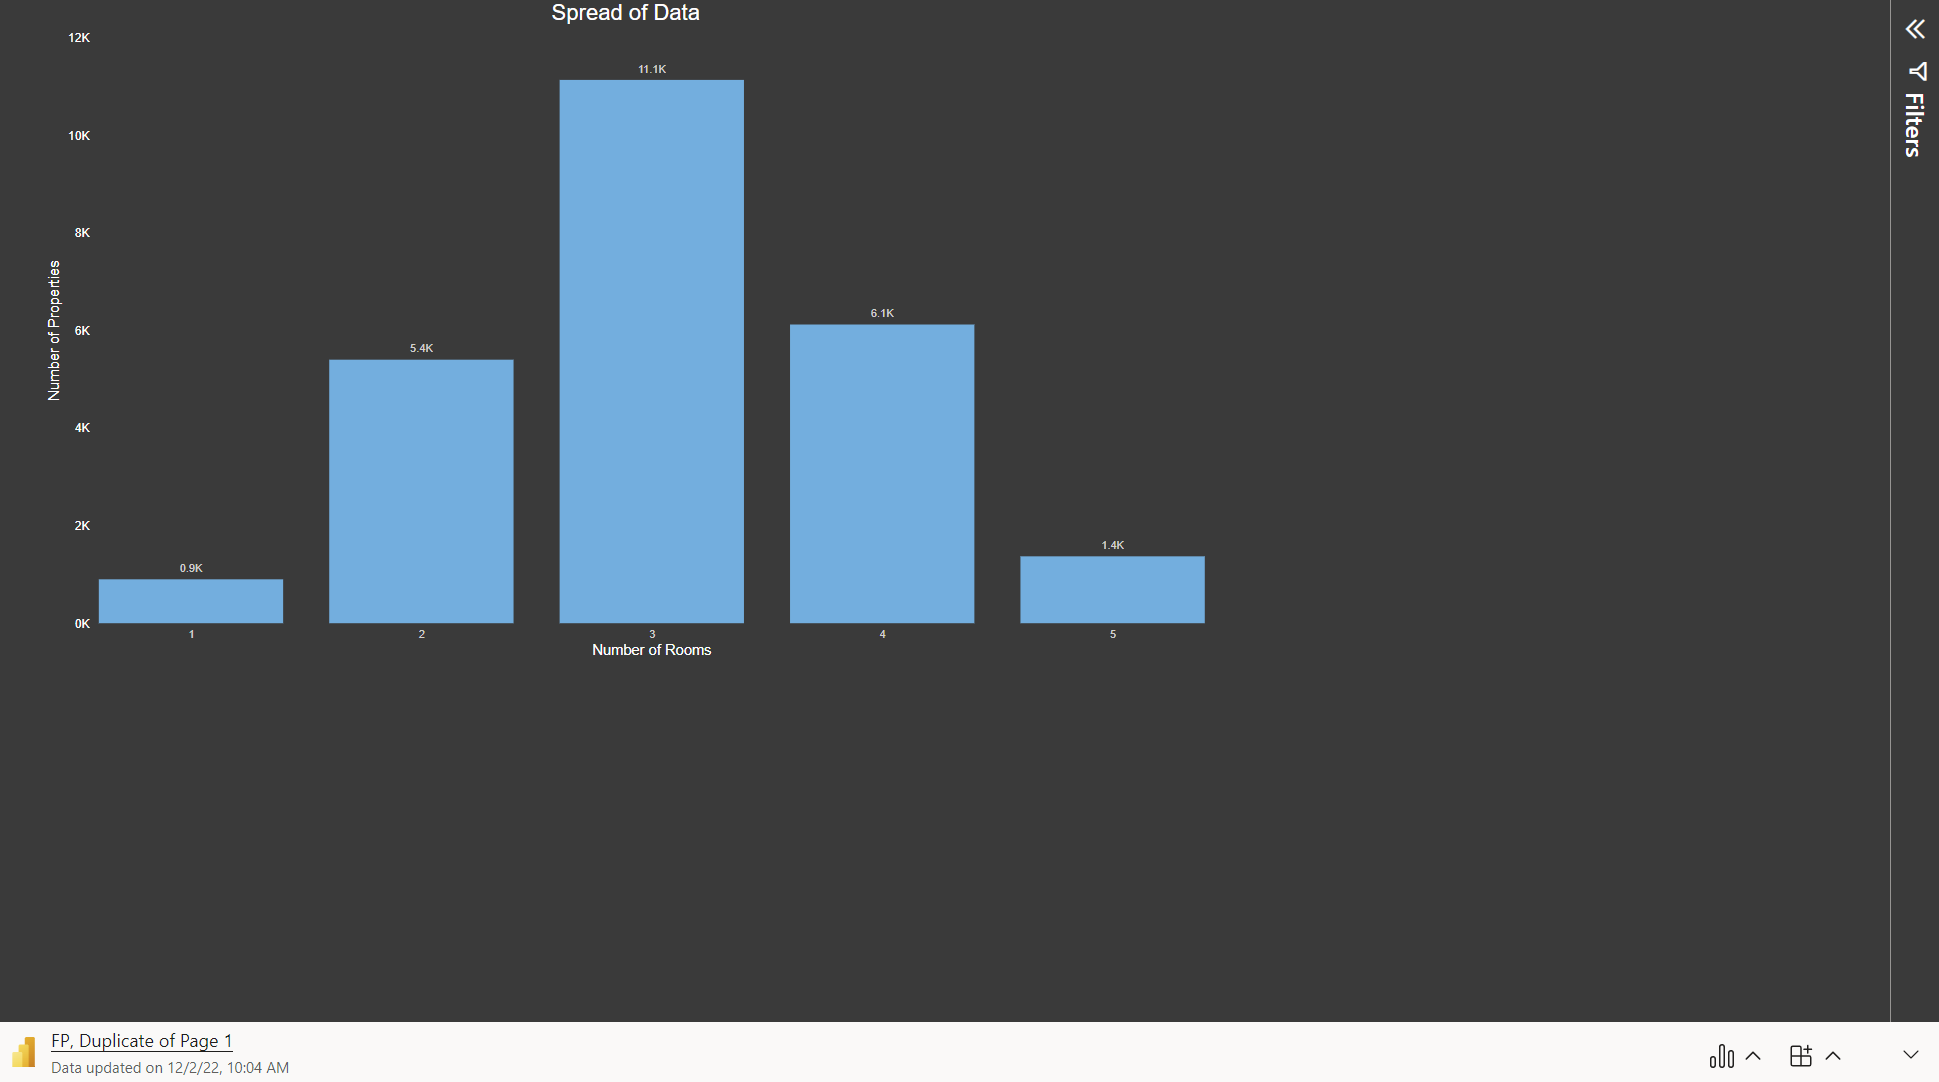 Spread of Data
12K
10K
8K
6K
4K
2K
0K
Number of Properties
0.9K
5.4K
11.1K
6.1K
1.4K
1
2
3
4
5
Number of Rooms
Filters
FP, Duplicate of Page 1
Data updated on 12/2/22, 10:04 AM